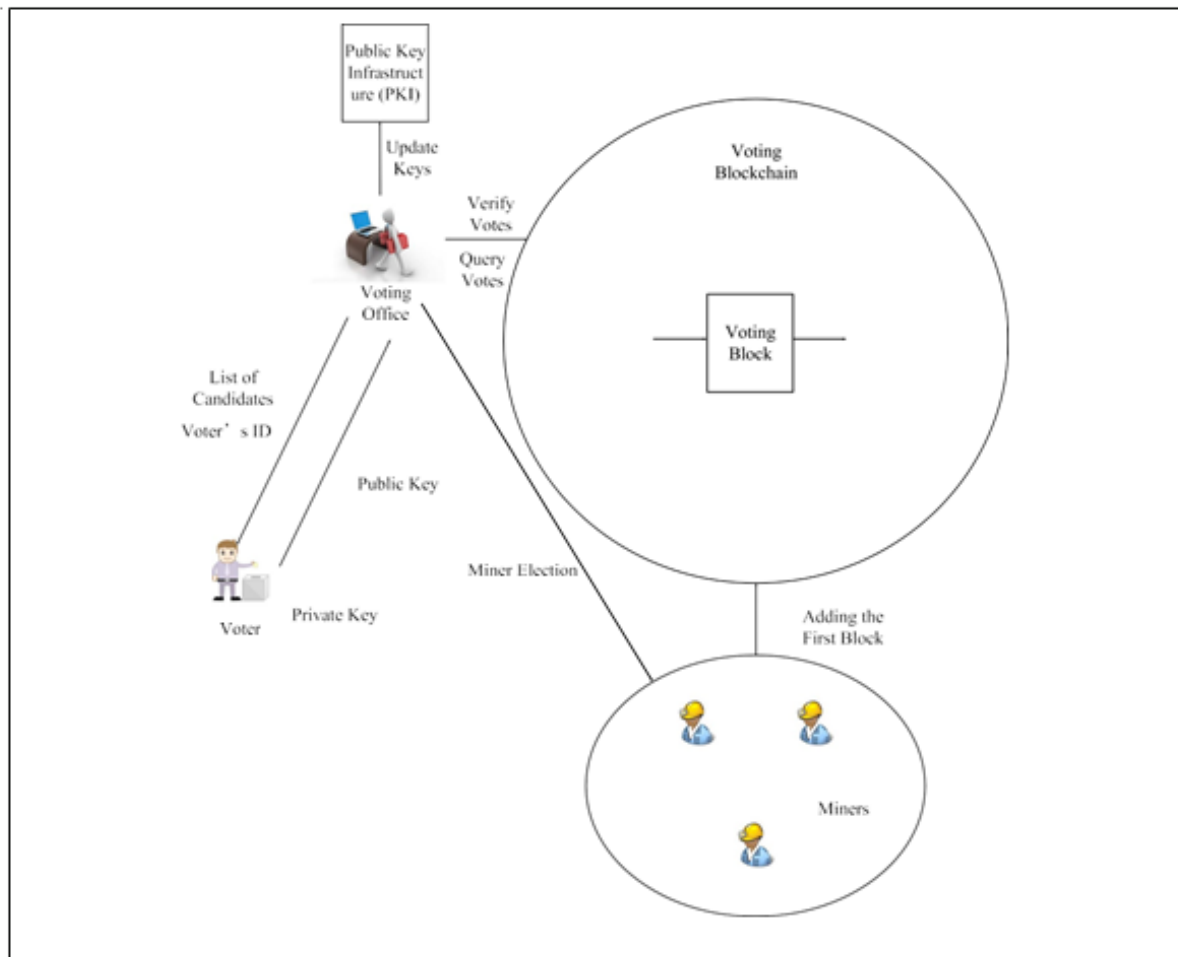 Public Key
Infrastruct
ure (PKI)
Update
Keys
Verify
Votes
Query
Votes
Voting
Office
Voting
Blockchain
Voting
Block
List of
Candidates
Voter’s ID
Public Key
Private Key
Voter
Miner Election
Adding the
First Block
Miners